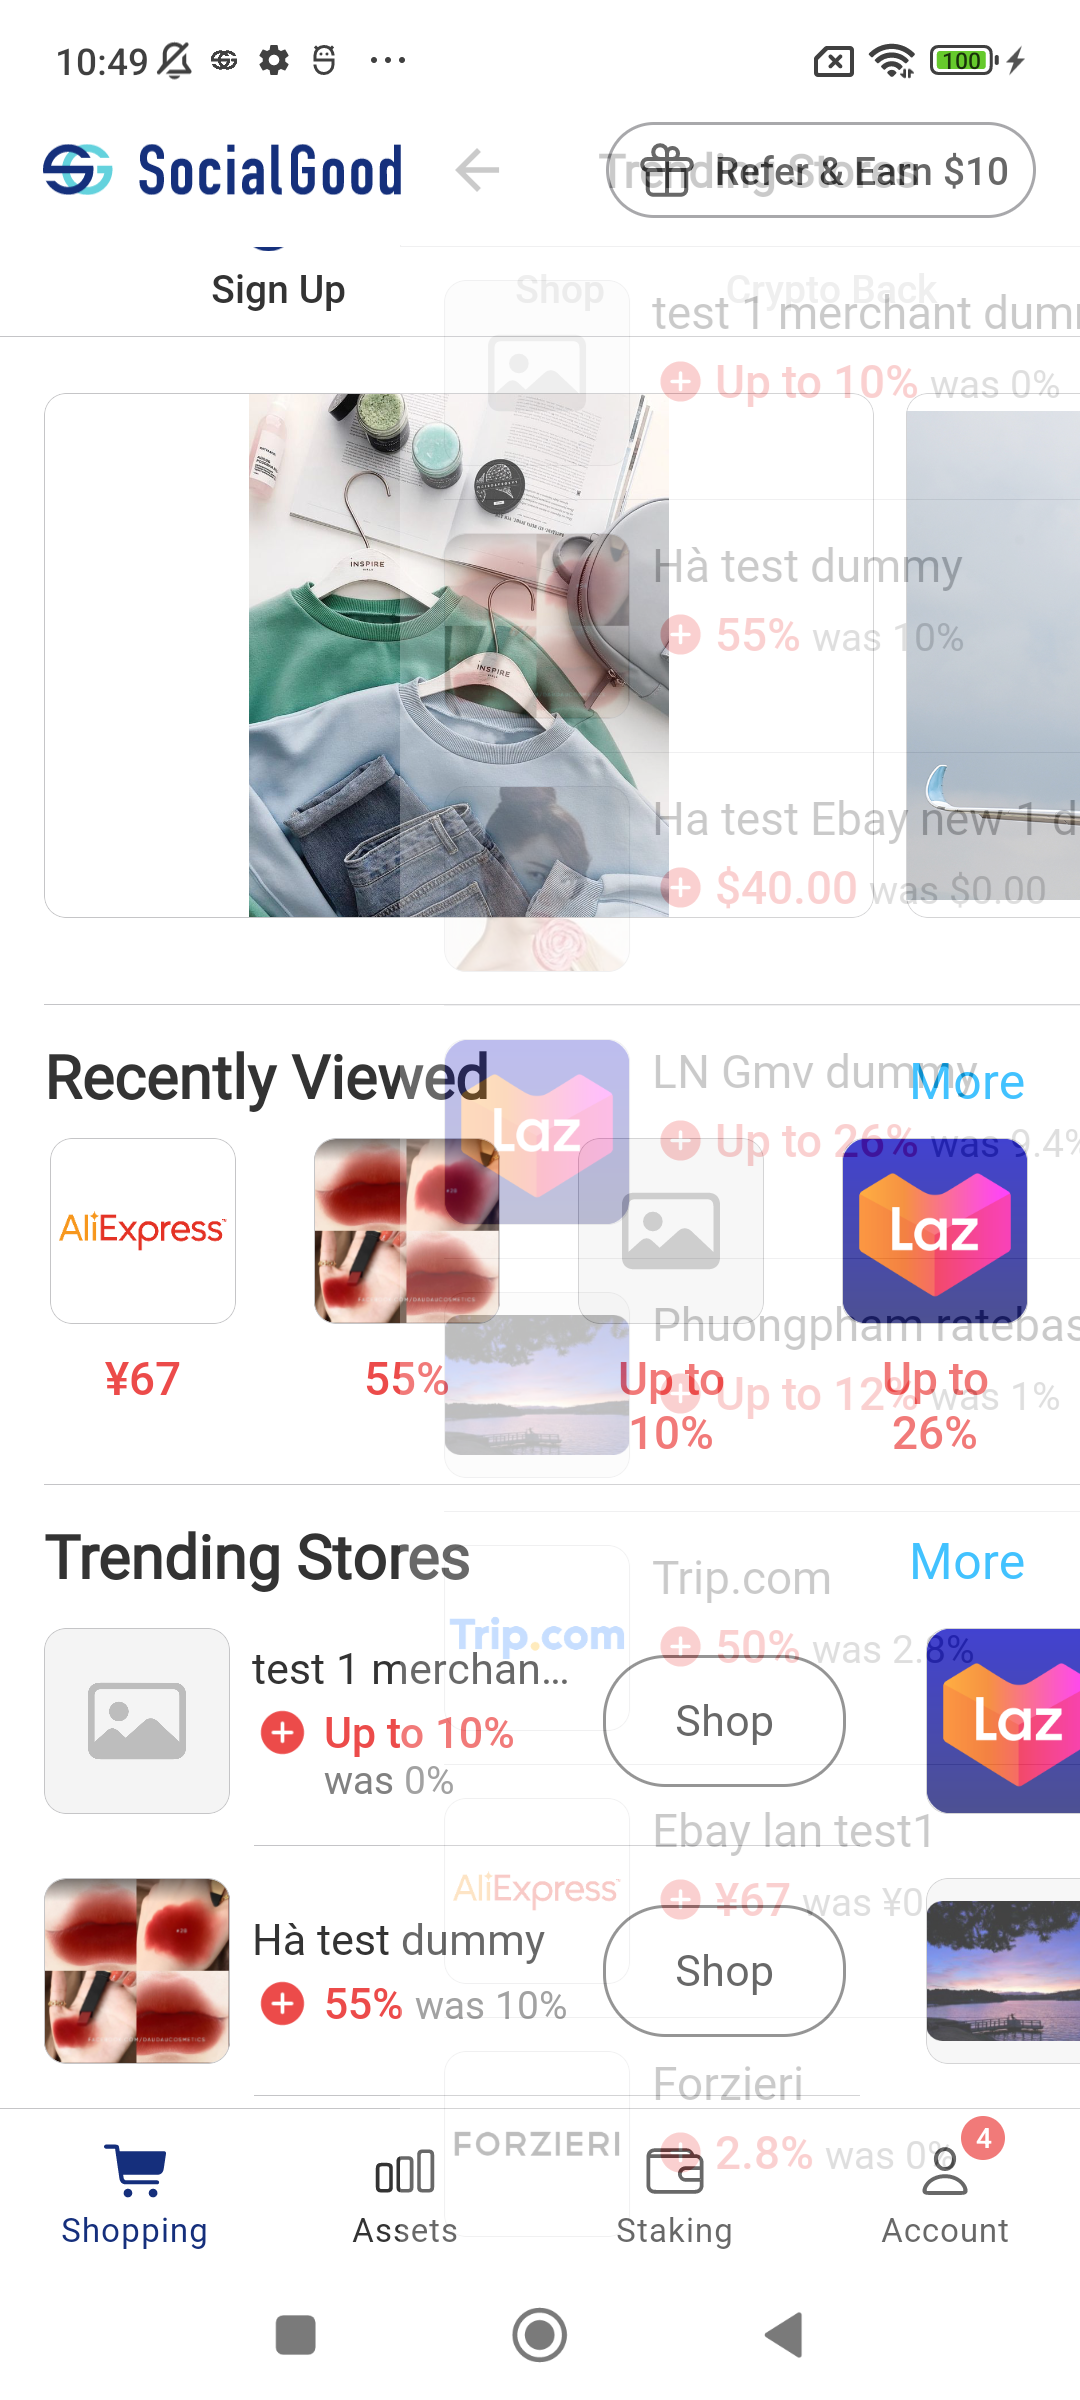 10:49
100
SocialGood
Trending Stores
Refer & Earn $10
Sign Up
Shop
Crypto Back
test 1 merchant dum
Up to 10% was 0%
INSPIRE
INSPIRE
Hà test dummy
55% was 10%
Ha test Ebay new 1 d
$40.00 was $0.00
Recently Viewed
More
LN Gmv dummy
Up to 26% was 9.4%
Laz
AliExpress
Laz
Phuongpham ratebas
Up to 12% was 1%
¥67
55%
Up to
10%
Up to
26%
Trending Stores
More
Trip.com
Trip.com
50% was 2.8%
test 1 merchan...
Up to 10%
was 0%
Shop
Laz
Ebay lan test1
AliExpress
¥67 was ¥0
Hà test dummy
55% was 10%
Shop
Forzieri
FORZIERI
2.8% was 0%
4
Shopping
Assets
Staking
Account